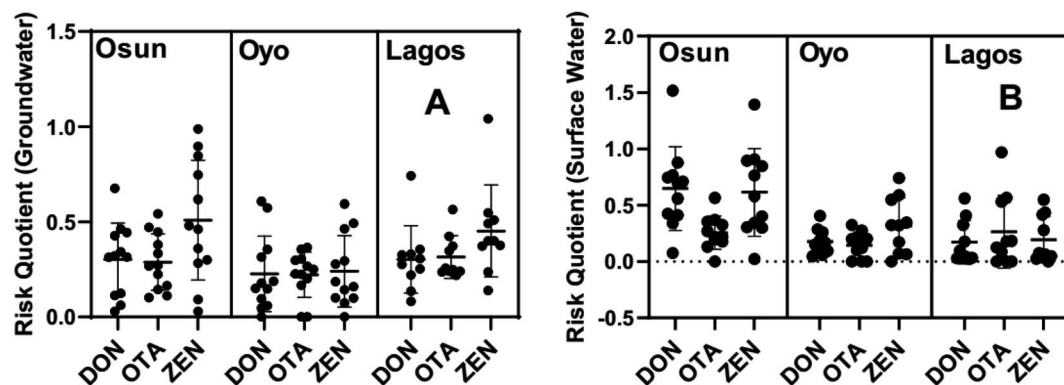 Risk Quotient (Groundwater)
1.5
1.0
0.5
0.0
Osun
Oyo
Lagos
A
DON
OTA
ZEN
DON
OTA
ZEN
DON
OTA
ZEN
Risk Quotient (Surface Water)
2.0
1.5
1.0
0.5
0.0
-0.5
Osun
Oyo
Lagos
B
DON
OTA
ZEN
DON
OTA
ZEN
DON
OTA
ZEN